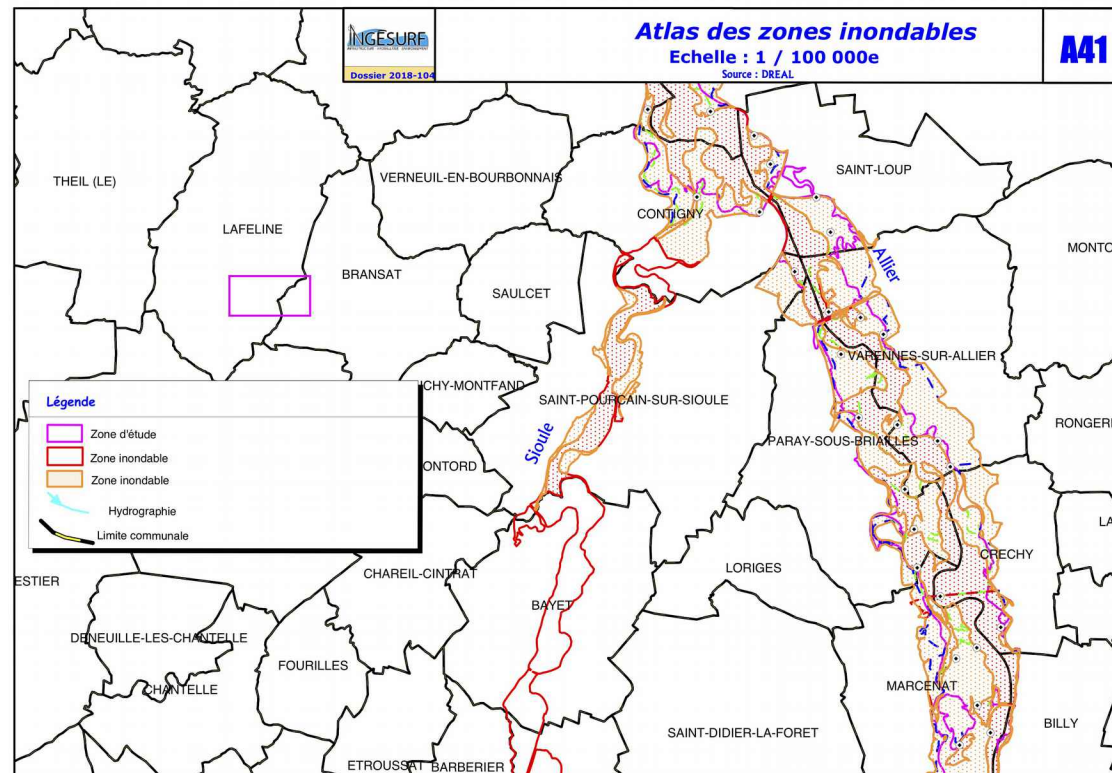 INGESURF
Dossier 2018-104
Atlas des zones inondables
Echelle : 1 / 100 000e
Source : DREAL
A41
THEIL (LE)
VERNEUIL-EN-BOURBONNAIS
SAINT-LOUP
LAFELINE
CONTIGNY
MONTO
BRANSAT
Allier
SAULCET
VARENNES-SUR-ALLIER
ICHY-MONTFAND
SAINT-POURCAIN-SUR-SIOULE
RONGER
PARAY-SOUS-BRIAILLES
Sioule
ONTORD
Légende
Zone d'étude
Zone inondable
Zone inondable
Hydrographie
Limite communale
LA
CRECHY
ESTIER
CHAREIL-CINTRAT
LORIGES
BAYET
DENEUILLE-LES-CHANTELLE
FOURILLES
CHANTELLE
MARCENAT
BILLY
SAINT-DIDIER-LA-FORET
ETROUSSAT
BARBERIER